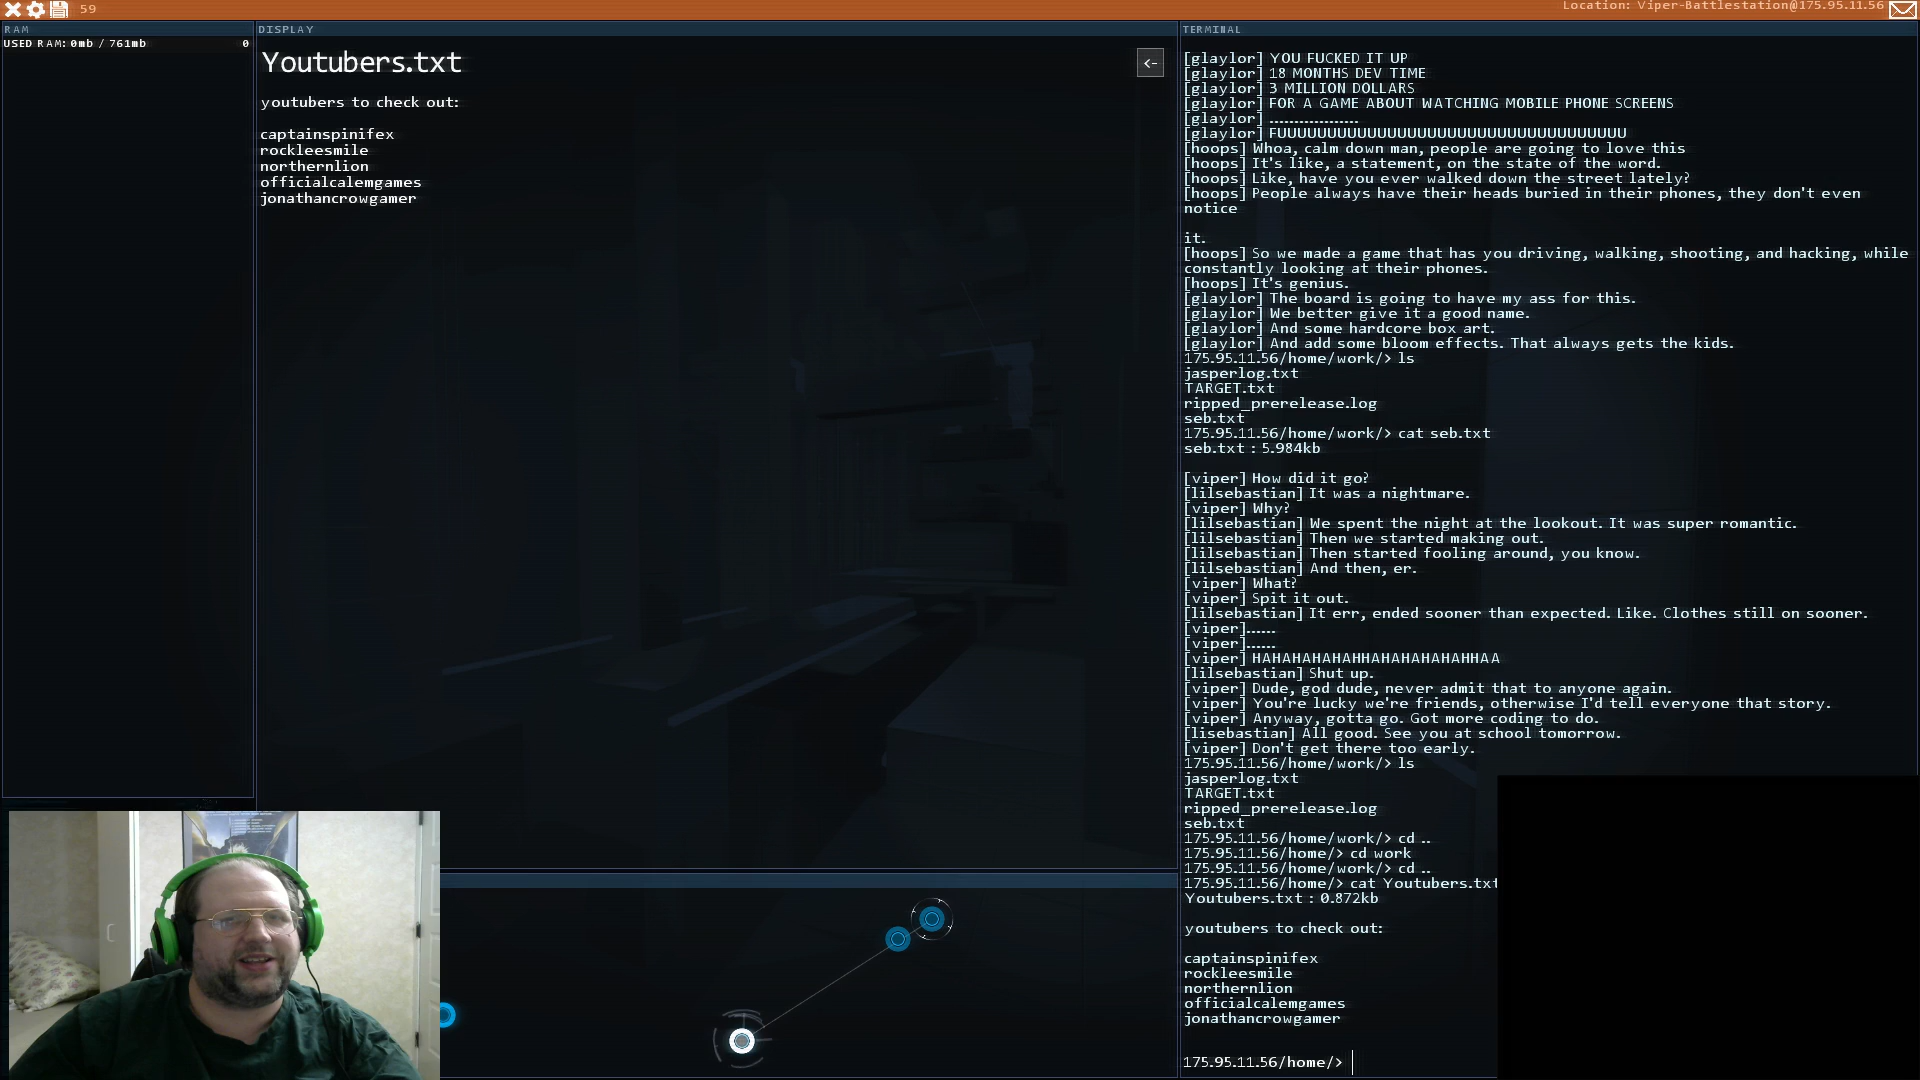 59
Location: Viper-Battlestation@175.95.11.56
RAM
USED RAM: 0mb / 761mb 0
DISPLAY
Youtubers.txt
<-
youtubers to check out:
captainspinifex
rockleesmile
northernlion
officialcalemgames
jonathancrowgamer
TERMINAL
[glaylor] YOU FUCKED IT UP
[glaylor] 18 MONTHS DEV TIME
[glaylor] 3 MILLION DOLLARS
[glaylor] FOR A GAME ABOUT WATCHING MOBILE PHONE SCREENS
[glaylor] ..................
[glaylor] FUUUUUUUUUUUUUUUUUUUUUUUUUUUUUUUUUUU
[hoops] Whoa, calm down man, people are going to love this
[hoops] It's like, a statement, on the state of the word.
[hoops] Like, have you ever walked down the street lately?
[hoops] People always have their heads buried in their phones, they don't even
notice
it.
[hoops] So we made a game that has you driving, walking, shooting, and hacking, while
constantly looking at their phones.
[hoops] It's genius.
[glaylor] The board is going to have my ass for this.
[glaylor] We better give it a good name.
[glaylor] And some hardcore box art.
[glaylor] And add some bloom effects. That always gets the kids.
175.95.11.56/home/work/> ls
jasperlog.txt
TARGET.txt
ripped_prerelease.log
seb.txt
175.95.11.56/home/work/> cat seb.txt
seb.txt : 5.984kb
[viper] How did it go?
[lilsebastian] It was a nightmare.
[viper] Why?
[lilsebastian] We spent the night at the lookout. It was super romantic.
[lilsebastian] Then we started making out.
[lilsebastian] Then started fooling around, you know.
[lilsebastian] And then, er.
[viper] What?
[viper] Spit it out.
[lilsebastian] It err, ended sooner than expected. Like. Clothes still on sooner.
[viper]......
[viper]......
[viper] HAHAHAHAHAHHAHAHAHAHAHHAA
[lilsebastian] Shut up.
[viper] Dude, god dude, never admit that to anyone again.
[viper] You're lucky we're friends, otherwise I'd tell everyone that story.
[viper] Anyway, gotta go. Got more coding to do.
[lisebastian] All good. See you at school tomorrow.
[viper] Don't get there too early.
175.95.11.56/home/work/> ls
jasperlog.txt
TARGET.txt
ripped_prerelease.log
seb.txt
175.95.11.56/home/work/> cd ..
175.95.11.56/home/> cd work
175.95.11.56/home/work/> cd ..
175.95.11.56/home/> cat Youtubers.txt
Youtubers.txt : 0.872kb
youtubers to check out:
captainspinifex
rockleesmile
northernlion
officialcalemgames
jonathancrowgamer
175.95.11.56/home/>